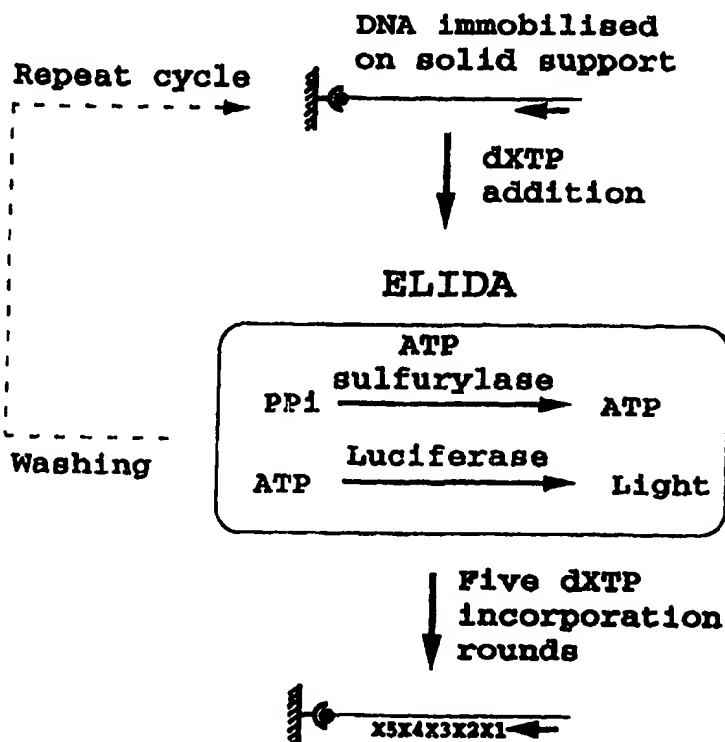 DNA immobilised
on solid support
Repeat cycle
dXTP
addition
ELIDA
ATP
sulfurylase
PPi ATP
Luciferase
ATP Light
Washing
Five dXTP
incorporation
rounds
X5X4X3X2X1